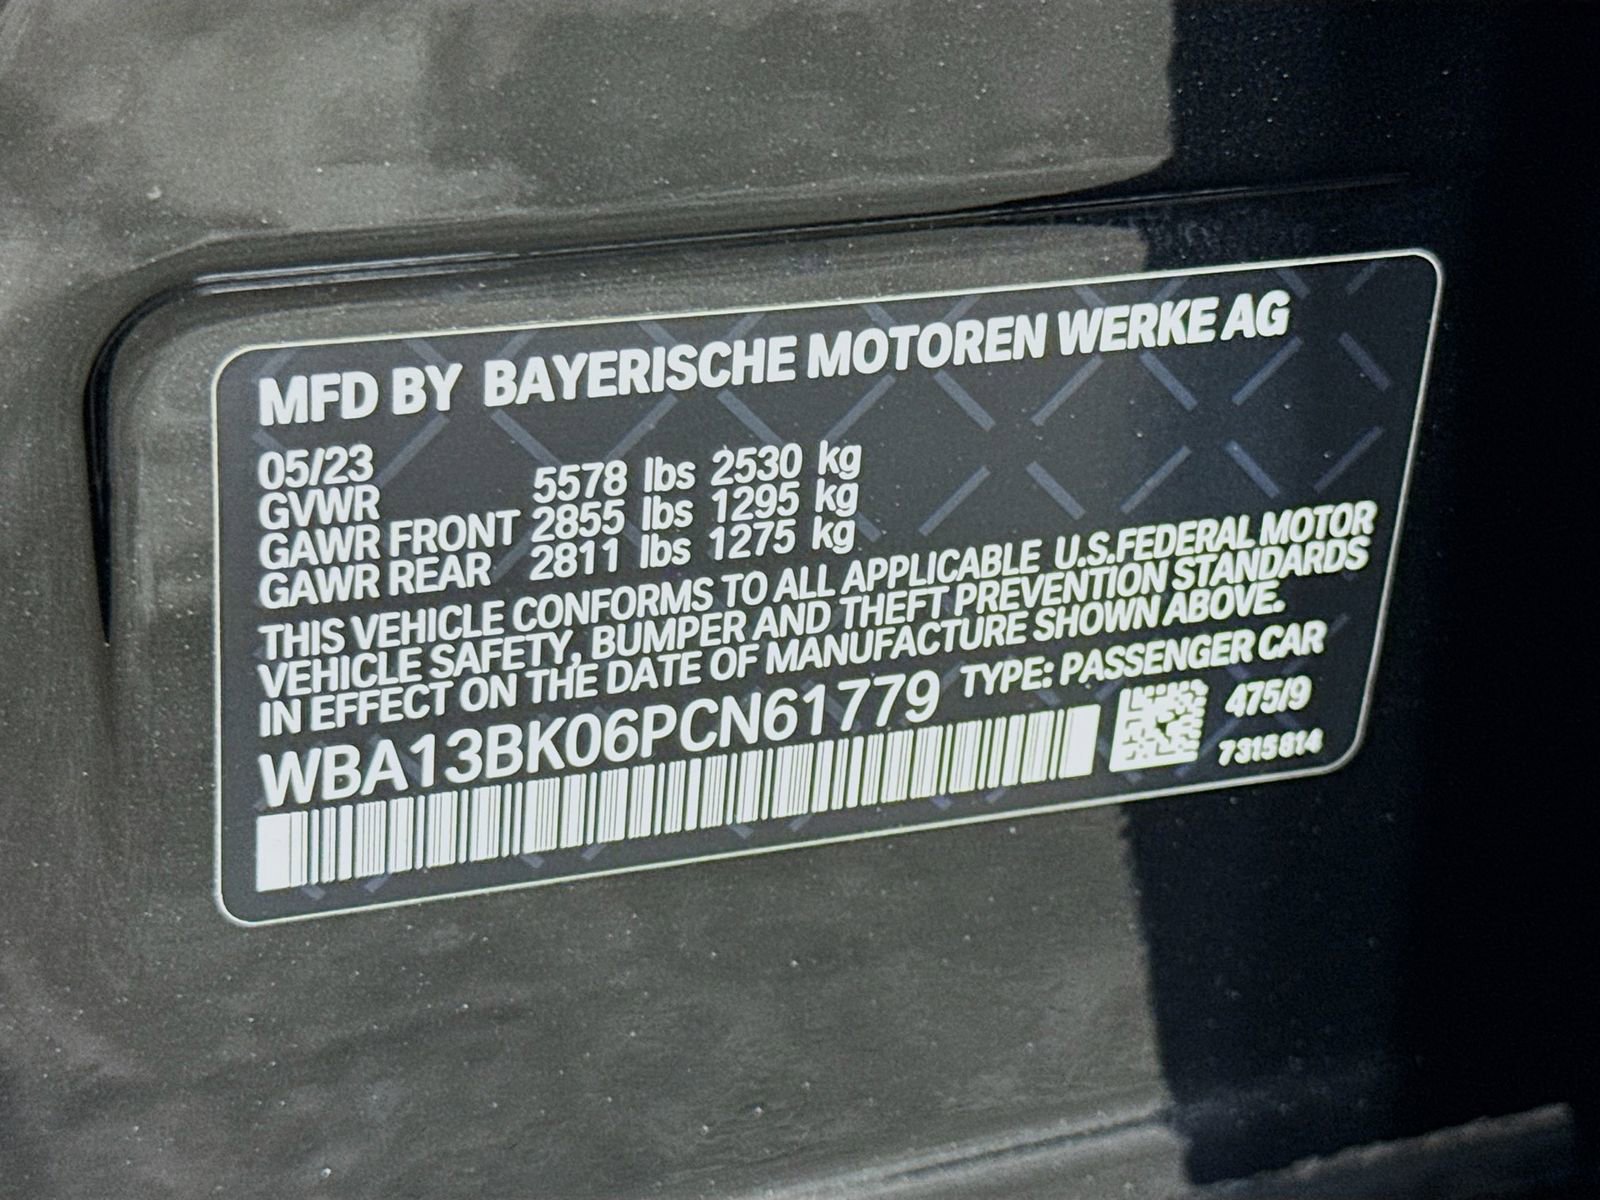 MFD BY BAYERISCHE MOTOREN WERKE AG
05/23
GVWR 5578 lbs 2530 kg
GAWR FRONT 2855 lbs 1295 kg
GAWR REAR 2811 lbs 1275 kg
THIS VEHICLE CONFORMS TO ALL APPLICABLE U.S.FEDERAL MOTOR
VEHICLE SAFETY, BUMPER AND THEFT PREVENTION STANDARDS
IN EFFECT ON THE DATE OF MANUFACTURE SHOWN ABOVE.
WBA13BK06PCN61779 TYPE: PASSENGER CAR
475/9
7315814